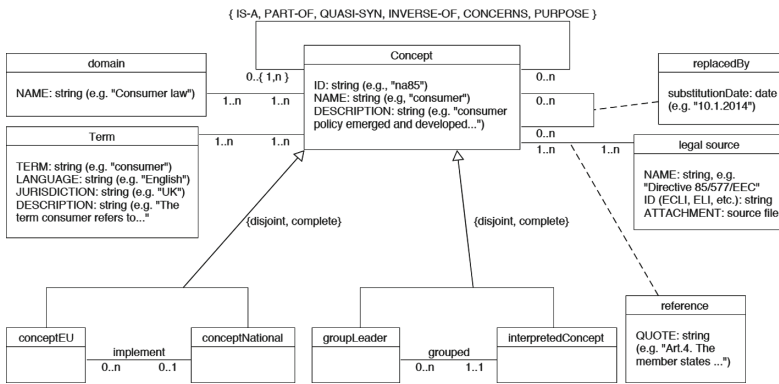 { IS-A, PART-OF, QUASI-SYN, INVERSE-OF, CONCERNS, PURPOSE }
domain
NAME: string (e.g. "Consumer law")
Concept
ID: string (e.g., "na85")
NAME: string (e.g, "consumer")
DESCRIPTION: string (e.g. "consumer
policy emerged and developed...")
replacedBy
substitutionDate: date
(e.g. "10.1.2014")
0..{ 1,n }
0..n
1..n
1..n
0..n
Term
TERM: string (e.g. "consumer")
LANGUAGE: string (e.g. "English")
JURISDICTION: string (e.g. "UK")
DESCRIPTION: string (e.g. "The
term consumer refers to..."
1..n
1..n
0..n
1..n
1..n
legal source
NAME: string, e.g.
"Directive 85/577/EEC"
ID (ECLI, ELI, etc.): string
ATTACHMENT: source file
{disjoint, complete}
{disjoint, complete}
conceptEU
implement
0..n
0..1
conceptNational
groupLeader
grouped
0..n
1..1
interpretedConcept
reference
QUOTE: string
(e.g. "Art.4. The
member states ...")